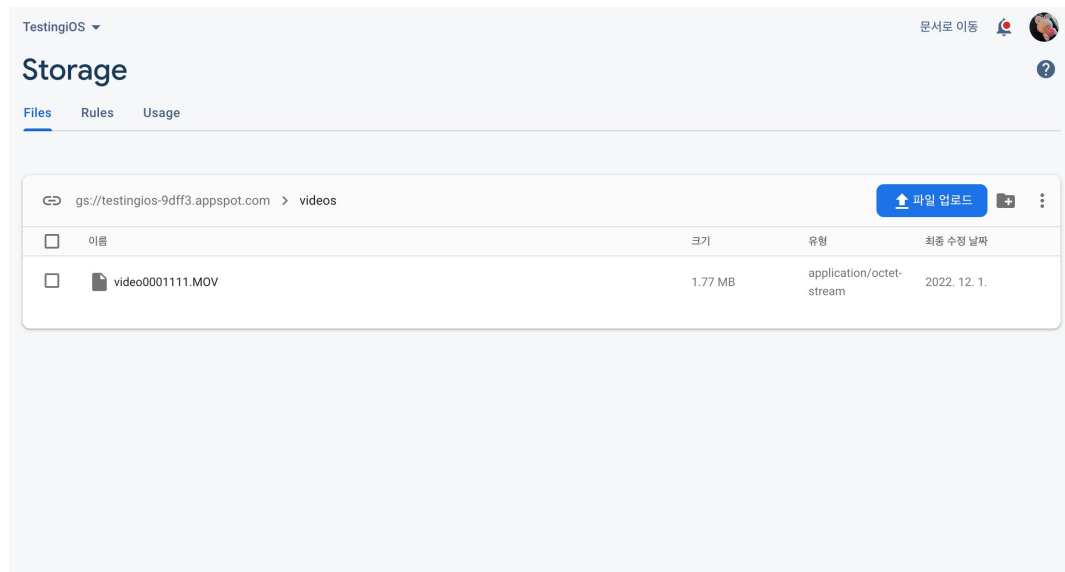 TestingiOS
문서로 이동
Storage
Files Rules Usage
gs://testingios-9dff3.appspot.com > videos
파일 업로드
이름 크기 유형 최종 수정 날짜
video0001111.MOV 1.77 MB application/octet-stream 2022. 12. 1.